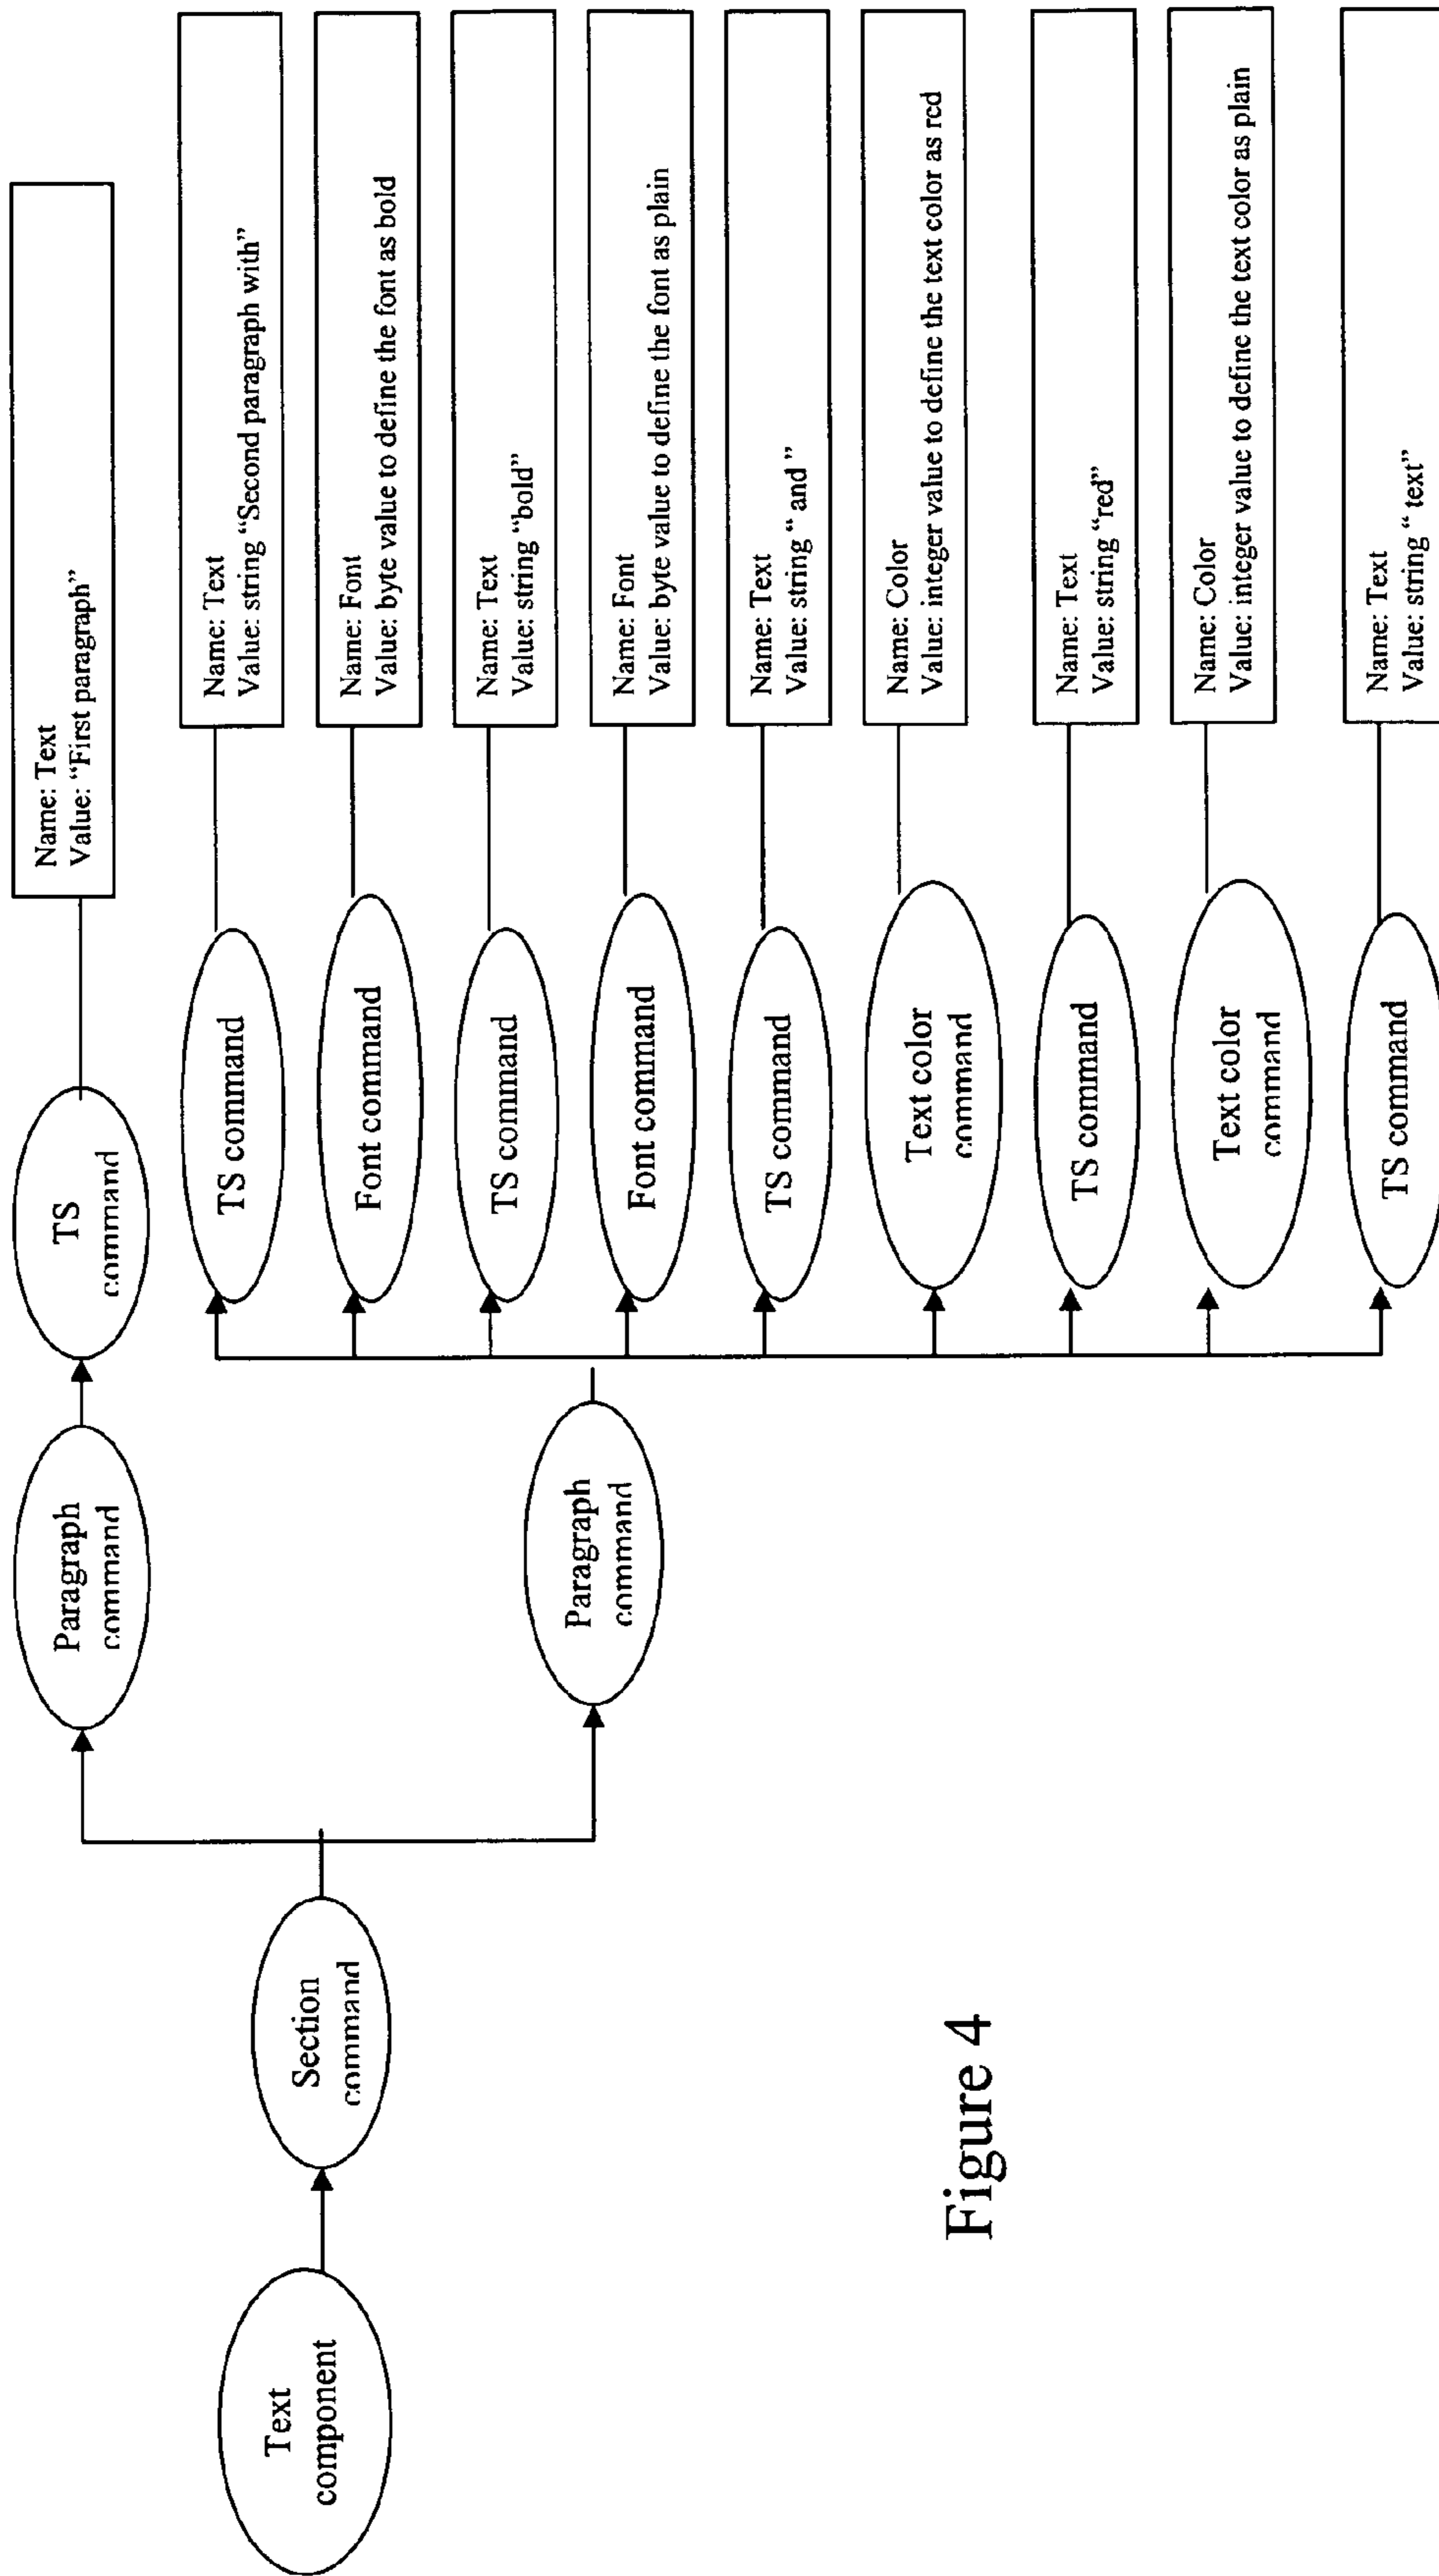 Text
component
Section
command
Paragraph
command
TS
command
Name: Text
Value: “First paragraph”
Paragraph
command
TS command
Name: Text
Value: string “Second paragraph with”
Font command
Name: Font
Value: byte value to define the font as bold
TS command
Name: Text
Value: string “bold”
Font command
Name: Font
Value: byte value to define the font as plain
TS command
Name: Text
Value: string “ and ”
Text color
command
Name: Color
Value: integer value to define the text color as red
TS command
Name: Text
Value: string “red”
Text color
command
Name: Color
Value: integer value to define the text color as plain
TS command
Name: Text
Value: string “ text”
Figure 4